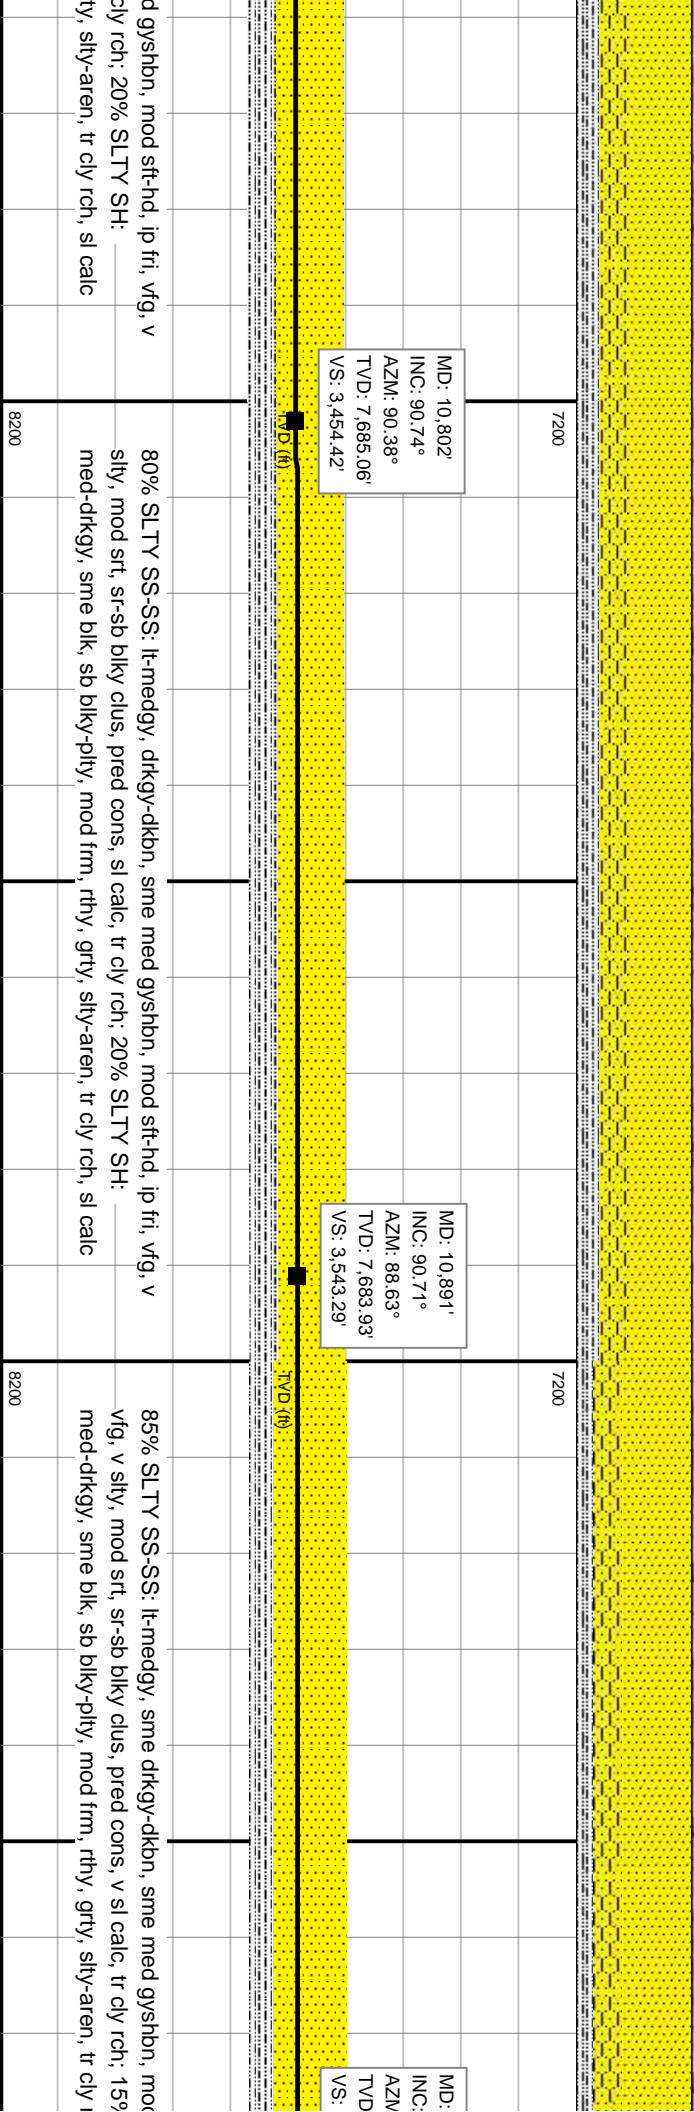 d gyshbn, mod sft-hd, ip fri, vfg, v
cly rch; 20% SLTY SH:
ty, slty-aren, tr cly rch, sl calc
MD: 10,802'
INC: 90.74°
AZM: 90.38°
TVD: 7,685.06'
VS: 3,454.42'
7200
TVD (ft)
8200
80% SLTY SS-SS: lt-medgy, drkgy-dkbn, sme med gyshbn, mod sft-hd, ip fri, vfg, v
slty, mod srt, sr-sb blky clus, pred cons, sl calc, tr cly rch; 20% SLTY SH:
med-drkgy, sme blk, sb blky-plty, mod frm, rthy, grty, slty-aren, tr cly rch, sl calc
MD: 10,891'
INC: 90.71°
AZM: 88.63°
TVD: 7,683.93'
VS: 3,543.29'
7200
TVD (ft)
8200
85% SLTY SS-SS: lt-medgy, sme drkgy-dkbn, sme med gyshbn, mod
vfg, v slty, mod srt, sr-sb blky clus, pred cons, v sl calc, tr cly rch; 15%
med-drkgy, sme blk, sb blky-plty, mod frm, rthy, grty, slty-aren, tr cly
MD:
INC:
AZM
TVD
VS: